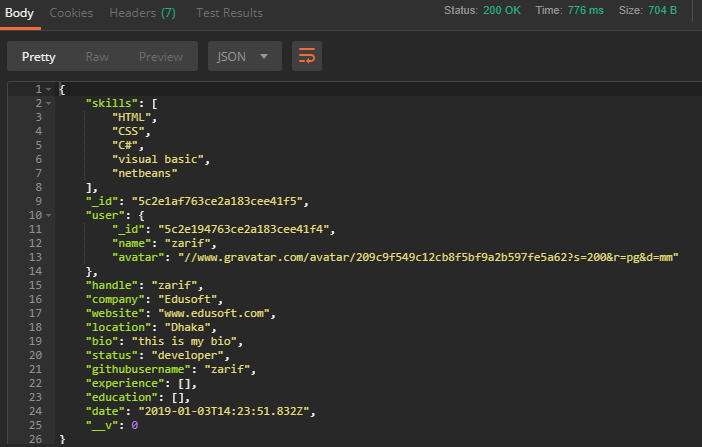 Body Cookies Headers (7) Test Results Status: 200 OK Time: 776 ms Size: 704 B
Pretty Raw Preview JSON
1 {
2 "skills": [
3 "HTML",
4 "CSS",
5 "C#",
6 "visual basic",
7 "netbeans"
8 ],
9 "_id": "5c2e1af763ce2a183cee41f5",
10 "user": {
11 "_id": "5c2e194763ce2a183cee41f4",
12 "name": "zarif",
13 "avatar": "//www.gravatar.com/avatar/209c9f549c12cb8f5bf9a2b597fe5a62?s=200&r=pg&d=mm"
14 },
15 "handle": "zarif",
16 "company": "Edusoft",
17 "website": "www.edusoft.com",
18 "location": "Dhaka",
19 "bio": "this is my bio",
20 "status": "developer",
21 "githubusername": "zarif",
22 "experience": [],
23 "education": [],
24 "date": "2019-01-03T14:23:51.832Z",
25 "__v": 0
26 }